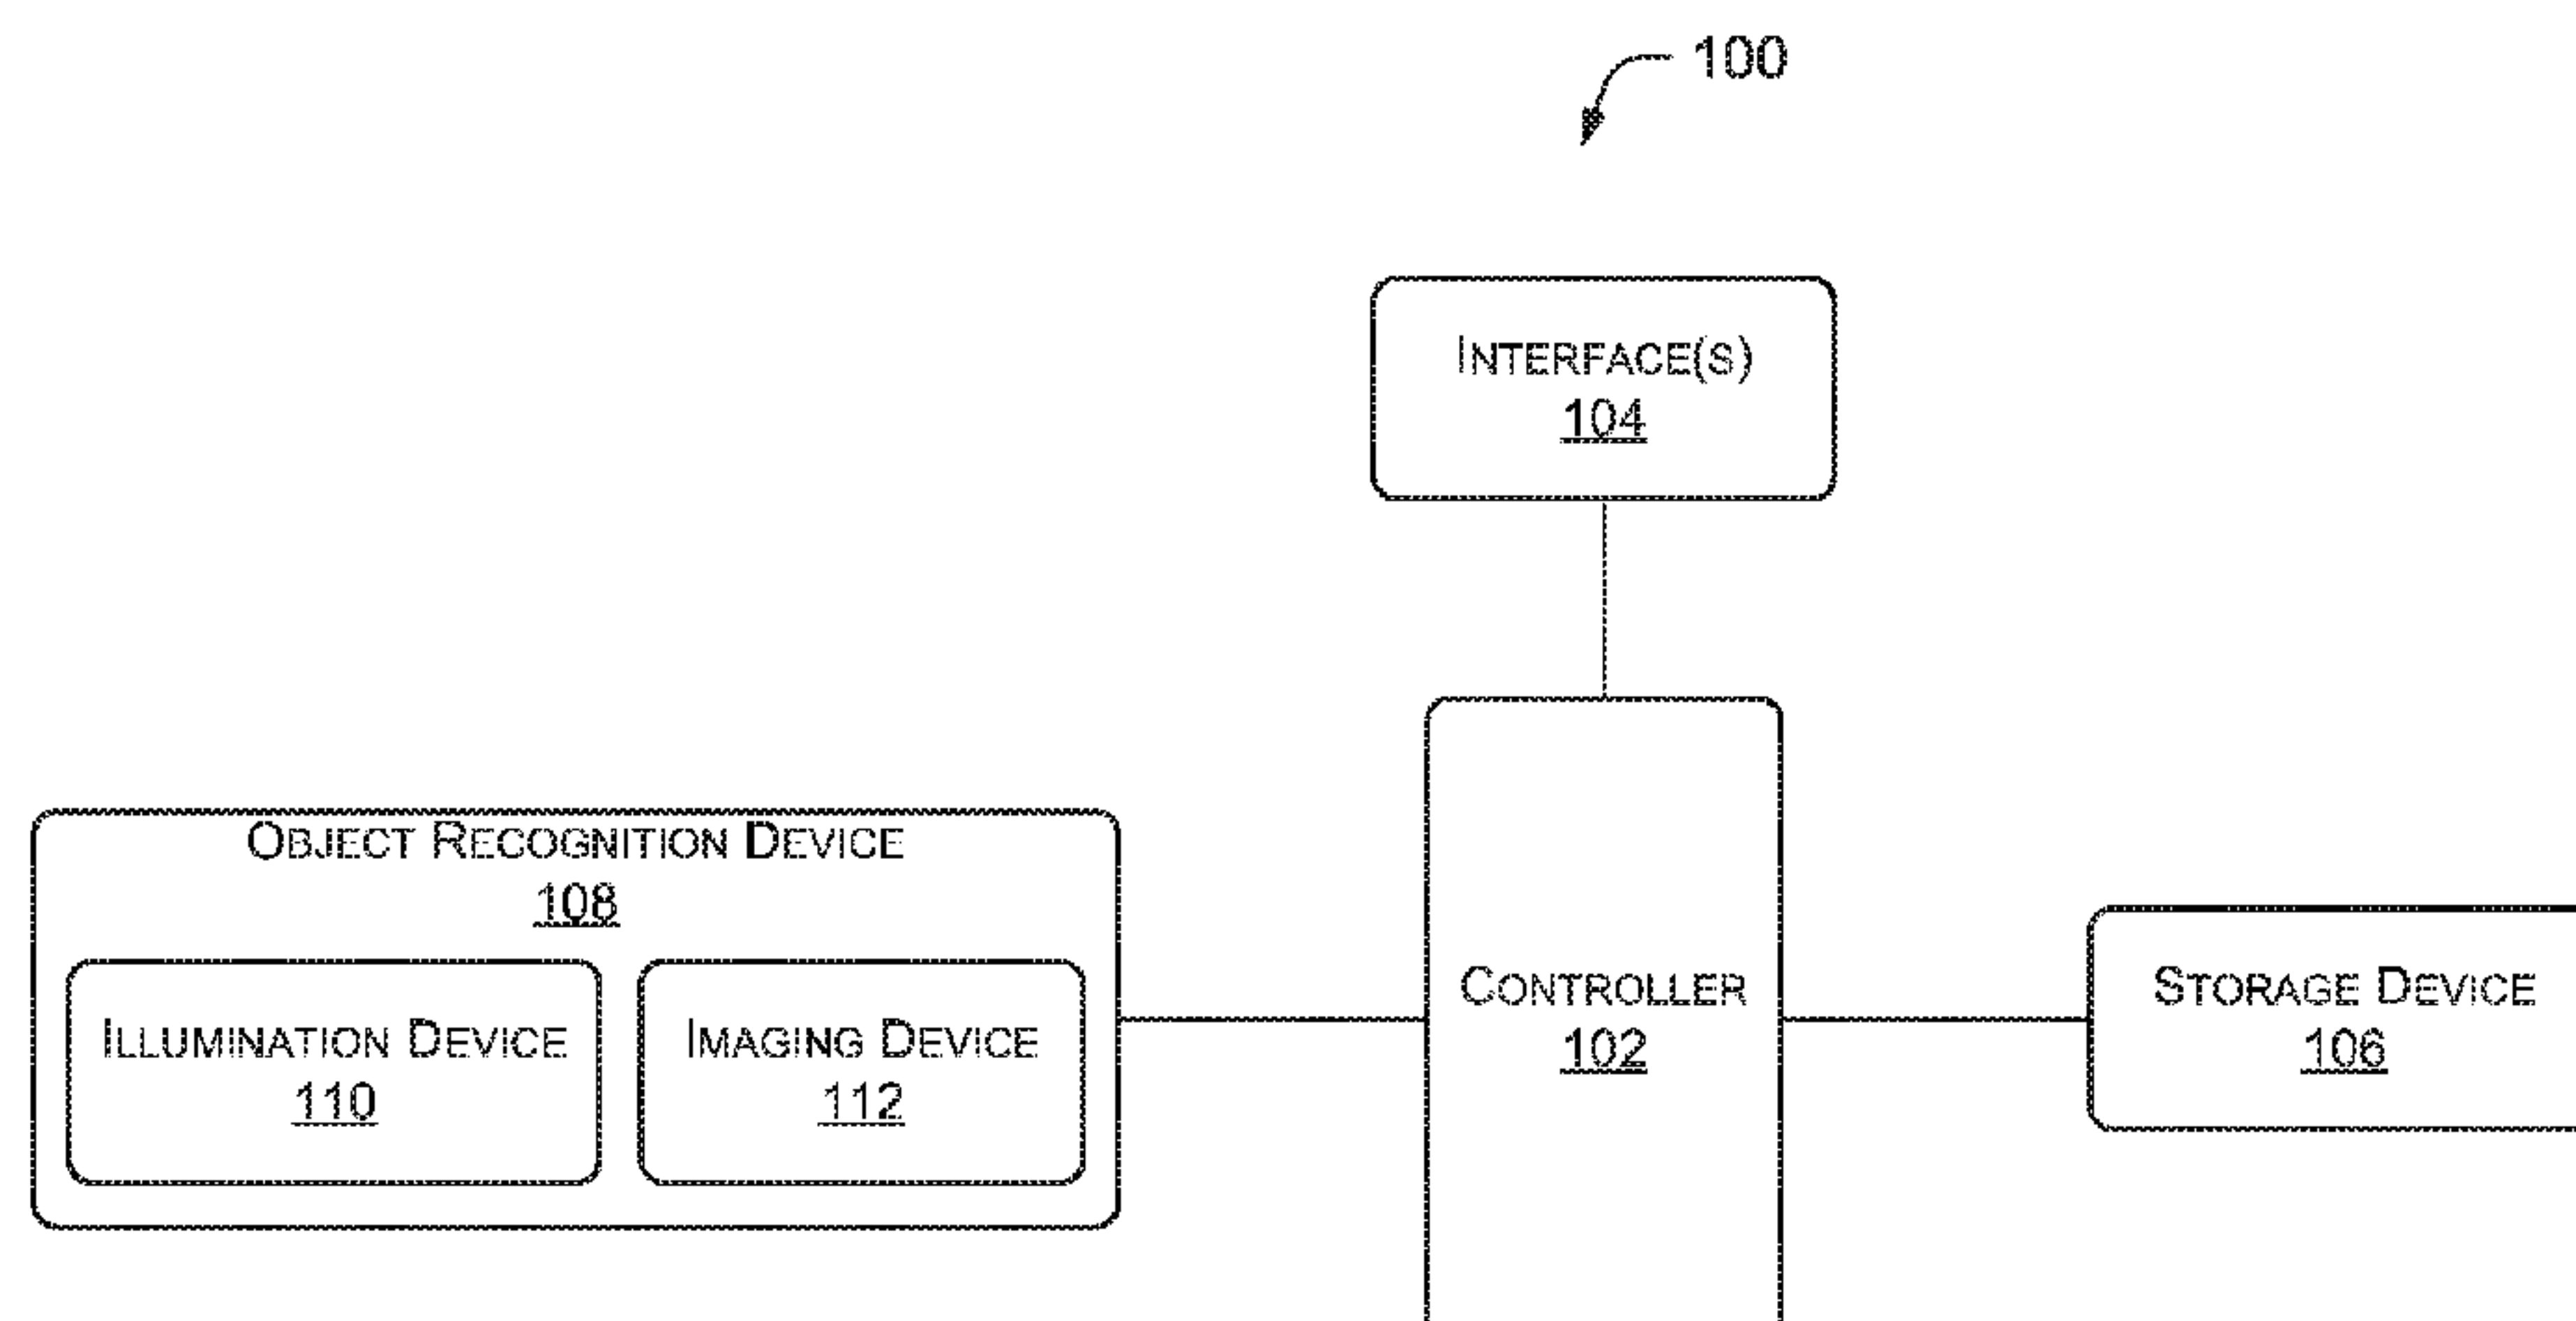 100
INTERFACE(S)
104
OBJECT RECOGNITION DEVICE
108
ILLUMINATION DEVICE
110
IMAGING DEVICE
112
CONTROLLER
102
STORAGE DEVICE
106